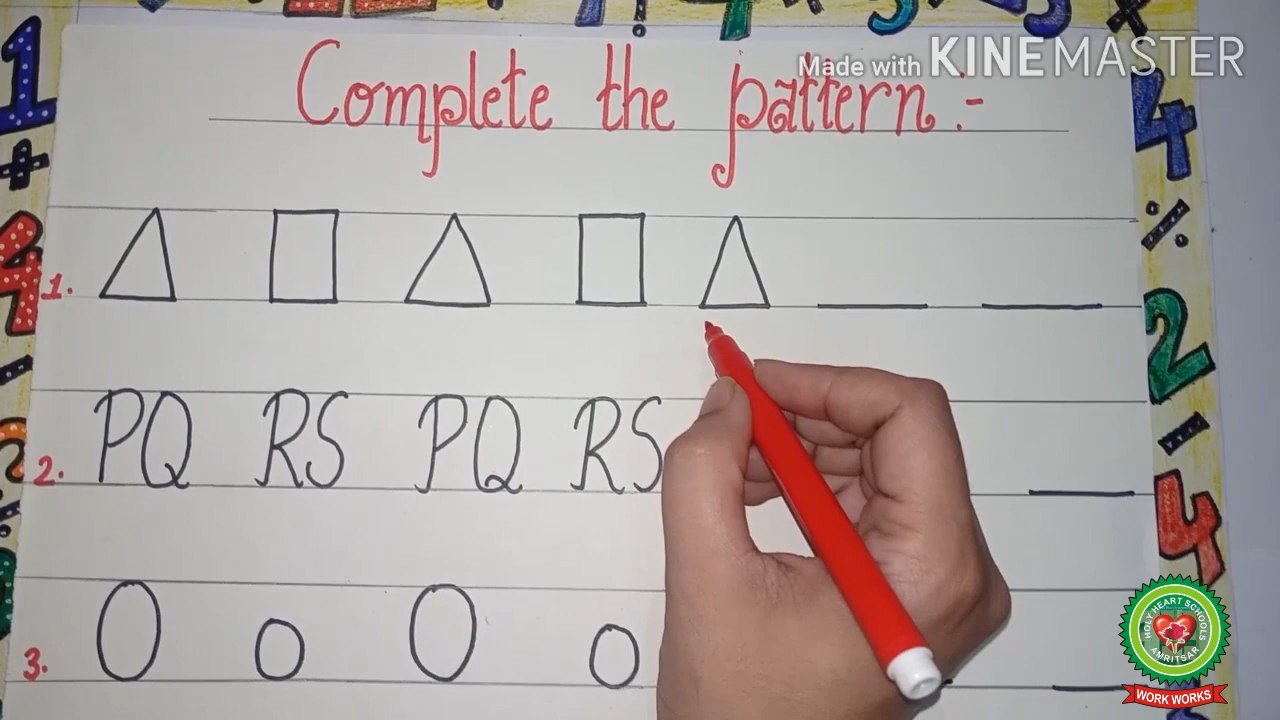 Made with KINEMASTER
Complete the pattern :-
1.
2. PQ RS PQ RS
3.
HOLY HEART SCHOOLS
AMRITSAR
WORK WORKS